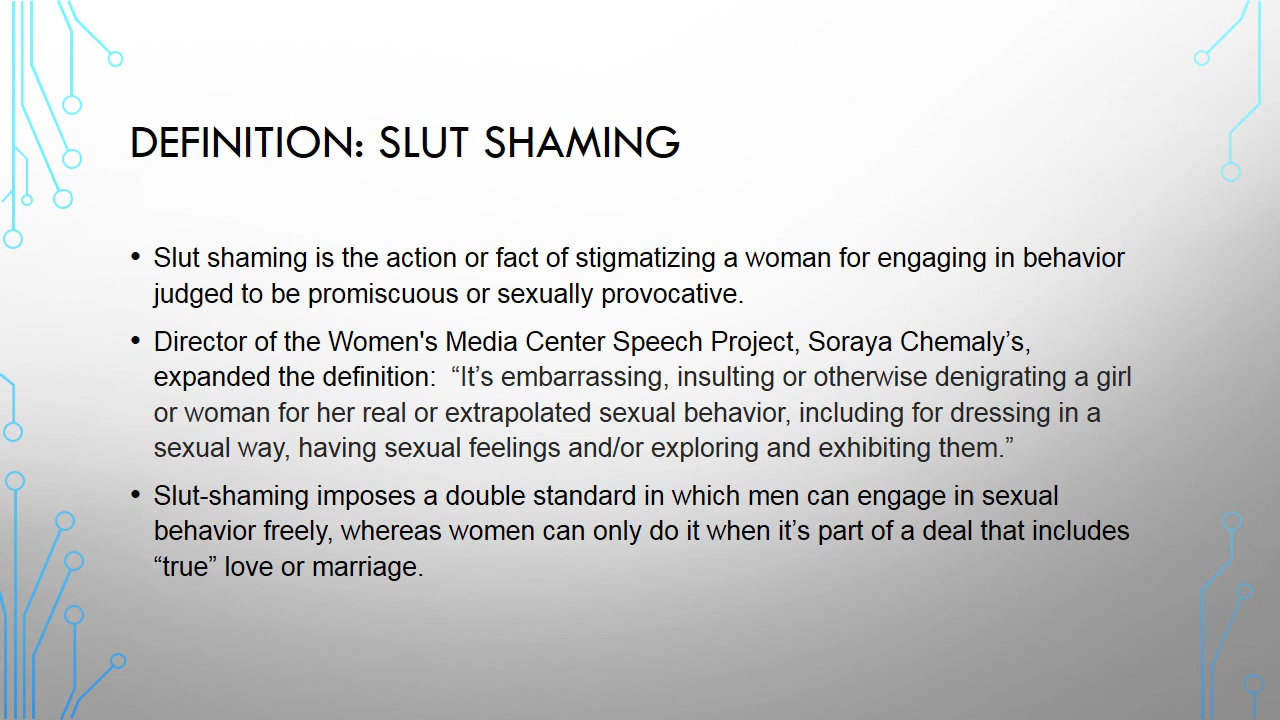 DEFINITION: SLUT SHAMING
• Slut shaming is the action or fact of stigmatizing a woman for engaging in behavior
judged to be promiscuous or sexually provocative.
• Director of the Women's Media Center Speech Project, Soraya Chemaly’s,
expanded the definition:  “It’s embarrassing, insulting or otherwise denigrating a girl
or woman for her real or extrapolated sexual behavior, including for dressing in a
sexual way, having sexual feelings and/or exploring and exhibiting them.”
• Slut-shaming imposes a double standard in which men can engage in sexual
behavior freely, whereas women can only do it when it’s part of a deal that includes
“true” love or marriage.